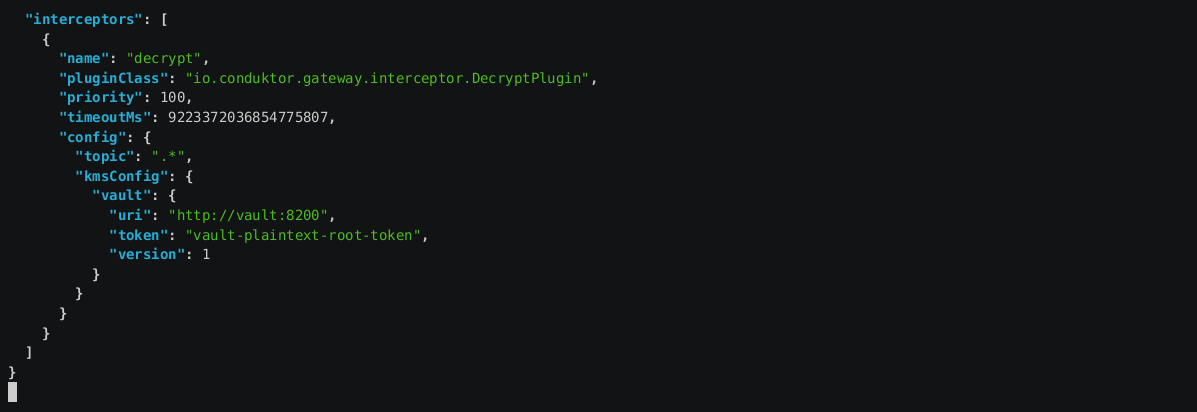 "interceptors": [
    {
      "name": "decrypt",
      "pluginClass": "io.conduktor.gateway.interceptor.DecryptPlugin",
      "priority": 100,
      "timeoutMs": 9223372036854775807,
      "config": {
        "topic": ".*",
        "kmsConfig": {
          "vault": {
            "uri": "http://vault:8200",
            "token": "vault-plaintext-root-token",
            "version": 1
          }
        }
      }
    }
  ]
}